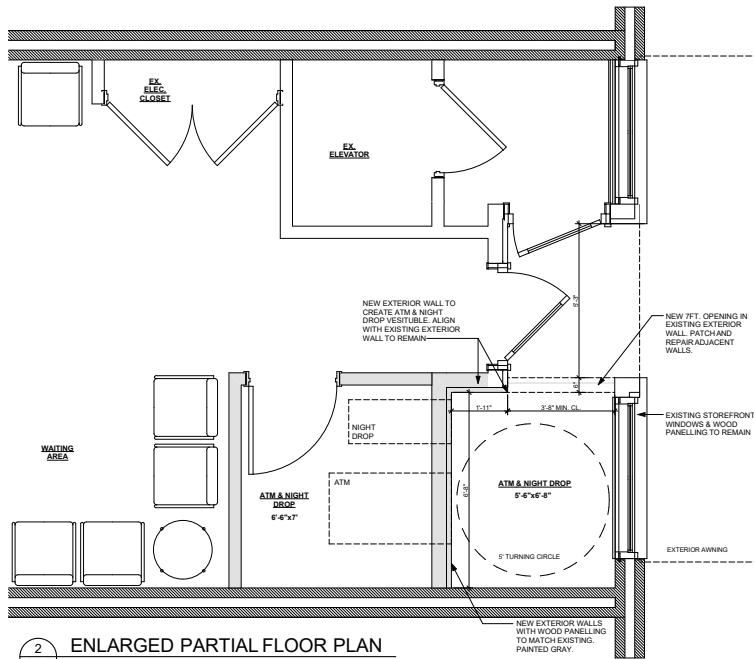 EX.
ELEC.
CLOSET
EX.
ELEVATOR
NEW EXTERIOR WALL TO
CREATE ATM & NIGHT
DROP VESITUBLE. ALIGN
WITH EXISTING EXTERIOR
WALL TO REMAIN
6'-3"
NEW 7FT. OPENING IN
EXISTING EXTERIOR
WALL. PATCH AND
REPAIR ADJACENT
WALLS.
6"
1'-11"
3'-8" MIN. CL.
EXISTING STOREFRONT
WINDOWS & WOOD
PANELLING TO REMAIN
NIGHT
DROP
WAITING
AREA
ATM
6'-8"
ATM & NIGHT
DROP
6'-6"x7'
ATM & NIGHT DROP
5'-6"x6'-8"
5' TURNING CIRCLE
EXTERIOR AWNING
NEW EXTERIOR WALLS
WITH WOOD PANELLING
TO MATCH EXISTING.
PAINTED GRAY.
2 ENLARGED PARTIAL FLOOR PLAN